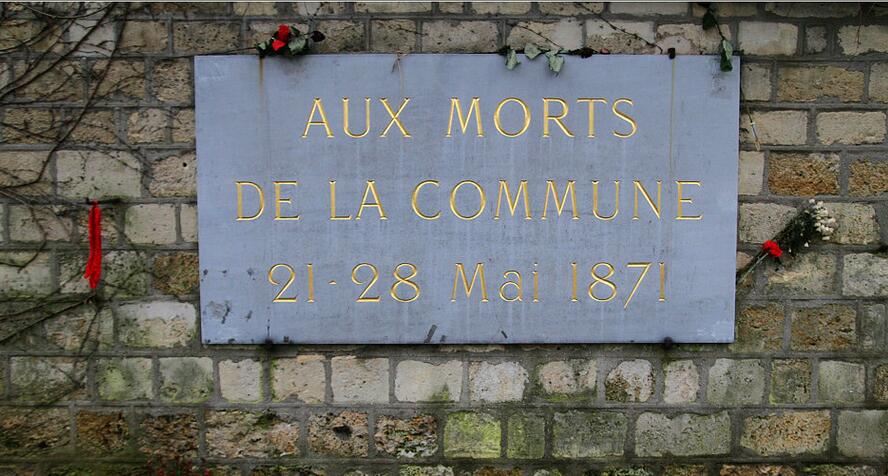 AUX MORTS
DE LA COMMUNE
21-28 Mai 1871